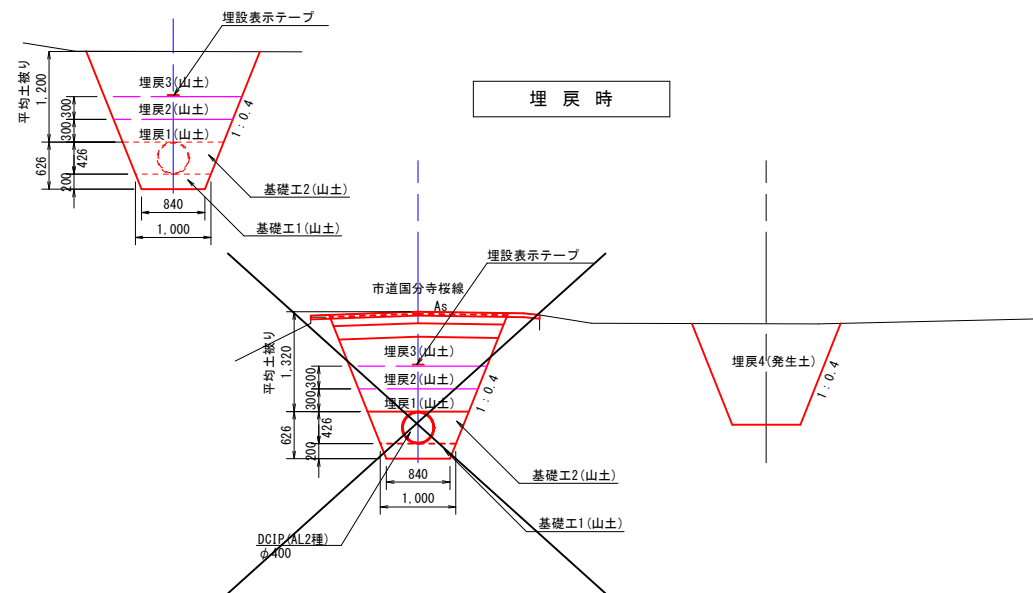 埋設表示テープ
埋 戻 時
平均土被り
1,200
埋戻3(山土)
300
埋戻2(山土)
300
埋戻1(山土)
1:0.4
626
426
200
基礎工2(山土)
840
基礎工1(山土)
1,000
埋設表示テープ
市道国分寺桜線
As
平均土被り
1,320
埋戻3(山土)
300
埋戻2(山土)
300
埋戻1(山土)
1:0.4
626
426
200
840
基礎工2(山土)
1,000
基礎工1(山土)
DCIP(AL2種)
φ400
埋戻4(発生土)
1:0.4